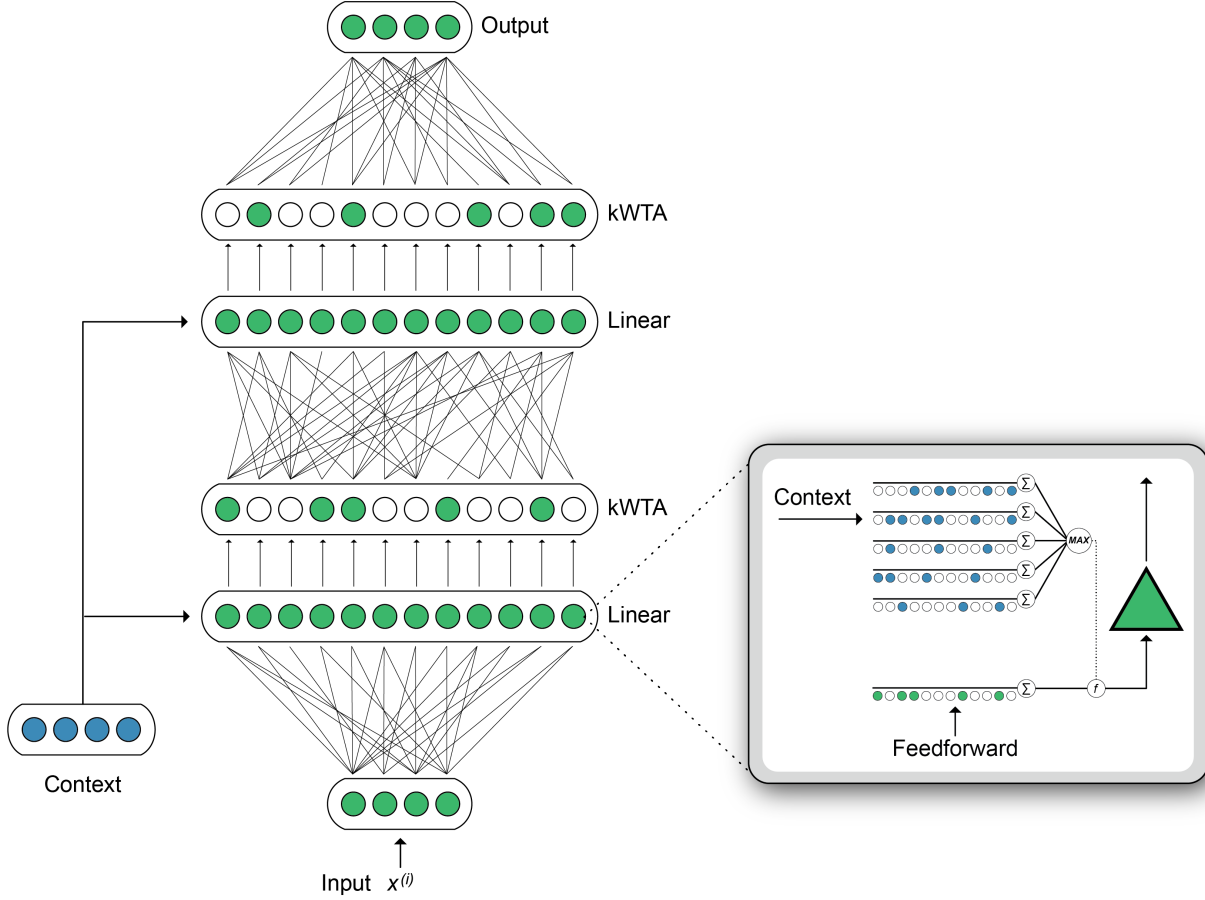 Output
kWTA
Linear
kWTA
Linear
Context
Input x(i)
Context
Σ
Σ
Σ
MAX
Σ
Σ
Σ
f
Feedforward